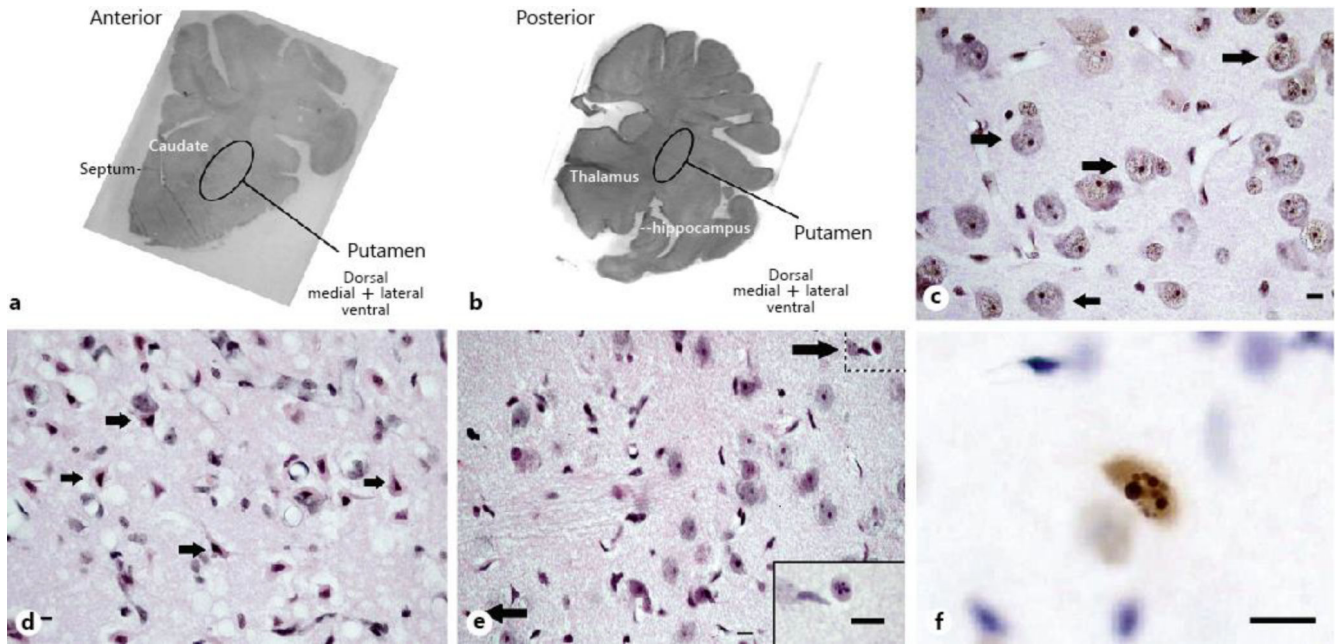 Anterior
Caudate
Septum-
Putamen
Dorsal
medial + lateral
ventral
a
Posterior
Thalamus
--hippocampus
Putamen
Dorsal
medial + lateral
ventral
b
c
d
e
f